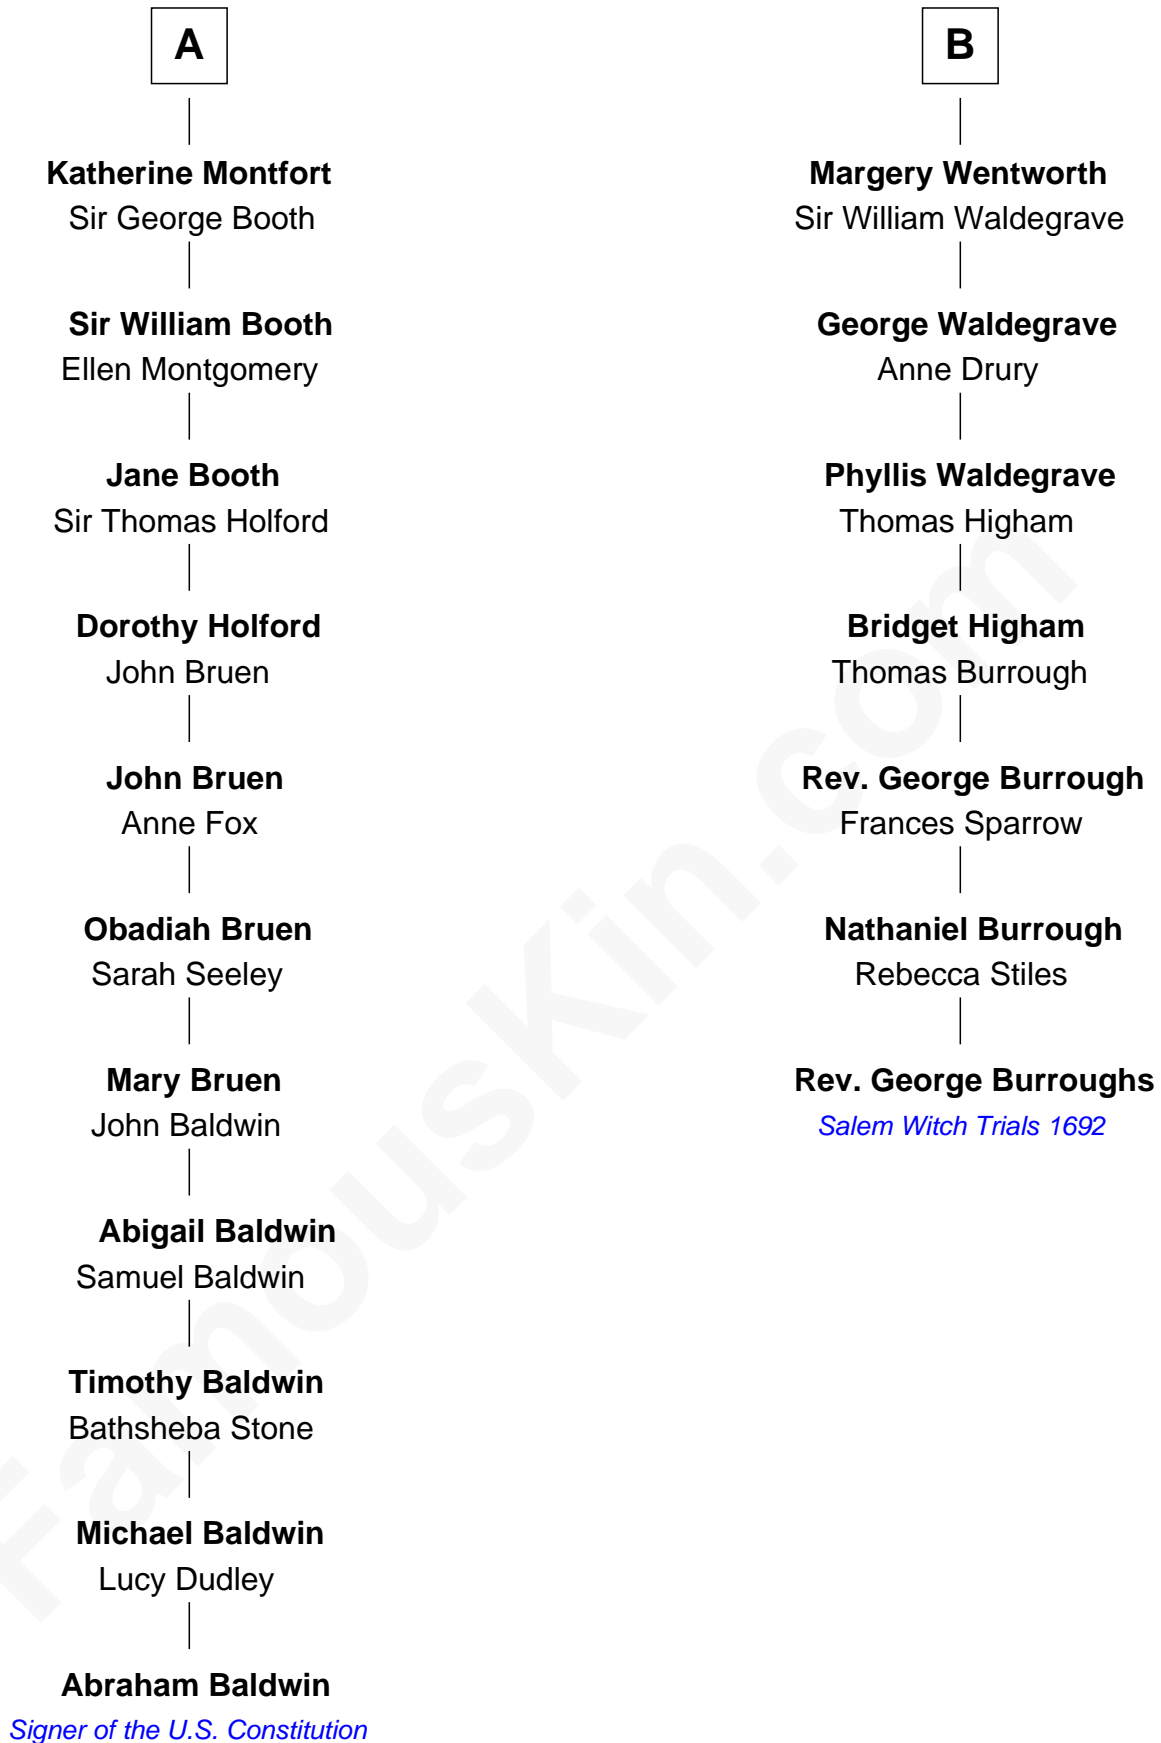 A
Katherine Montfort
Sir George Booth
Sir William Booth
Ellen Montgomery
Jane Booth
Sir Thomas Holford
Dorothy Holford
John Bruen
John Bruen
Anne Fox
Obadiah Bruen
Sarah Seeley
Mary Bruen
John Baldwin
Abigail Baldwin
Samuel Baldwin
Timothy Baldwin
Bathsheba Stone
Michael Baldwin
Lucy Dudley
Abraham Baldwin
Signer of the U.S. Constitution
B
Margery Wentworth
Sir William Waldegrave
George Waldegrave
Anne Drury
Phyllis Waldegrave
Thomas Higham
Bridget Higham
Thomas Burrough
Rev. George Burrough
Frances Sparrow
Nathaniel Burrough
Rebecca Stiles
Rev. George Burroughs
Salem Witch Trials 1692
FamousKin.com